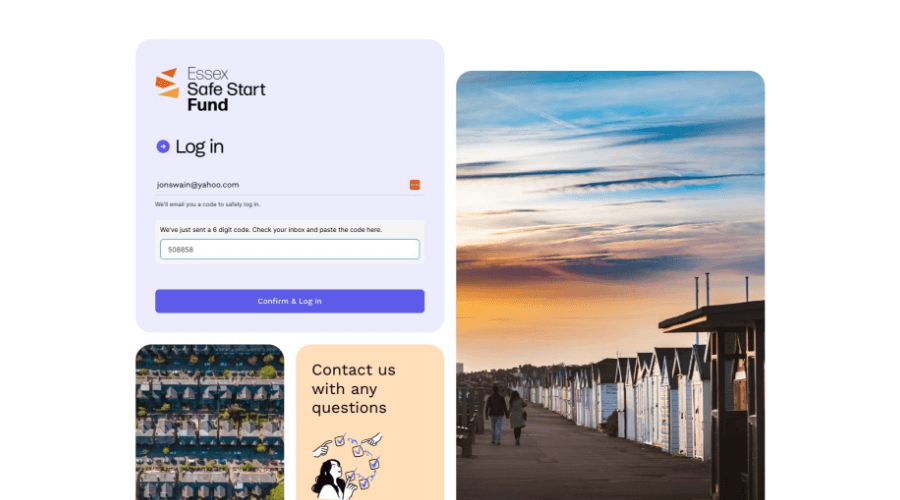 Essex
Safe Start
Fund
Log in
jonswain@yahoo.com
We'll email you a code to safely log in.
We've just sent a 6 digit code. Check your inbox and paste the code here.
508858
Confirm & Log in
Contact us
with any
questions